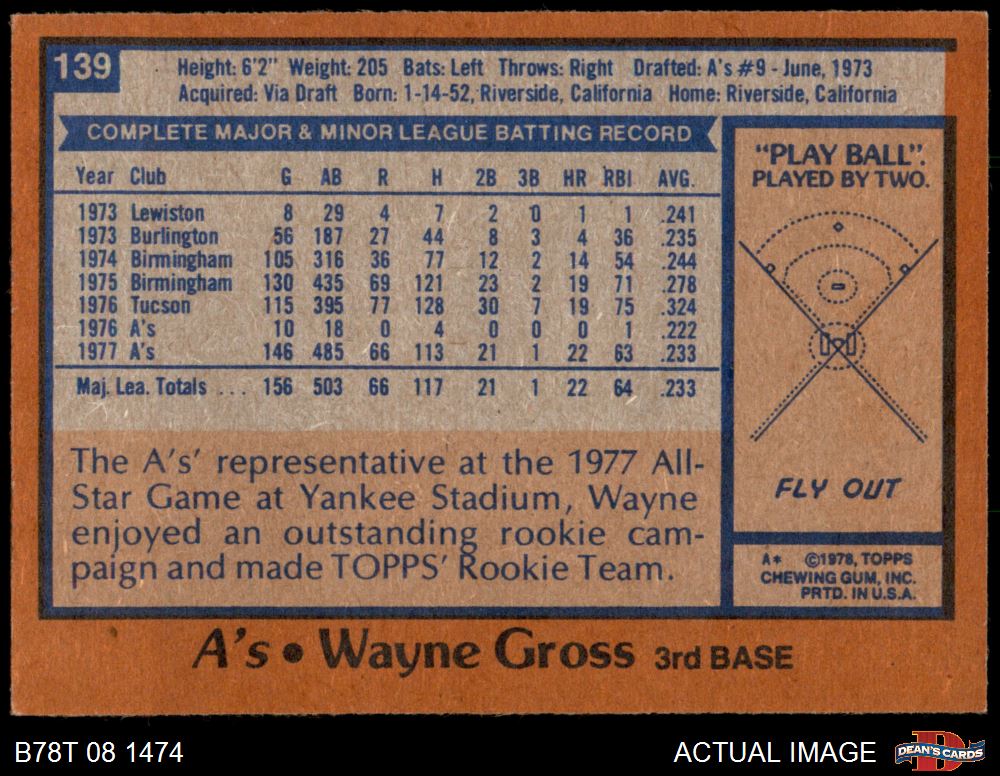 139
Height: 6'2" Weight: 205 Bats: Left Throws: Right Drafted: A's #9 - June, 1973
Acquired: Via Draft Born: 1-14-52, Riverside, California Home: Riverside, California
COMPLETE MAJOR & MINOR LEAGUE BATTING RECORD
Year Club G AB R H 2B 3B HR RBI AVG.
1973 Lewiston 8 29 4 7 2 0 1 1 .241
1973 Burlington 56 187 27 44 8 3 4 36 .235
1974 Birmingham 105 316 36 77 12 2 14 54 .244
1975 Birmingham 130 435 69 121 23 2 19 71 .278
1976 Tucson 115 395 77 128 30 7 19 75 .324
1976 A's 10 18 0 4 0 0 0 1 .222
1977 A's 146 485 66 113 21 1 22 63 .233
Maj. Lea. Totals ... 156 503 66 117 21 1 22 64 .233
The A's' representative at the 1977 All-
Star Game at Yankee Stadium, Wayne
enjoyed an outstanding rookie cam-
paign and made TOPPS' Rookie Team.
"PLAY BALL".
PLAYED BY TWO.
FLY OUT
A* ©1978, TOPPS
CHEWING GUM, INC.
PRTD. IN U.S.A.
A's • Wayne Gross 3rd BASE
B78T 08 1474
ACTUAL IMAGE
D
DEAN'S CARDS